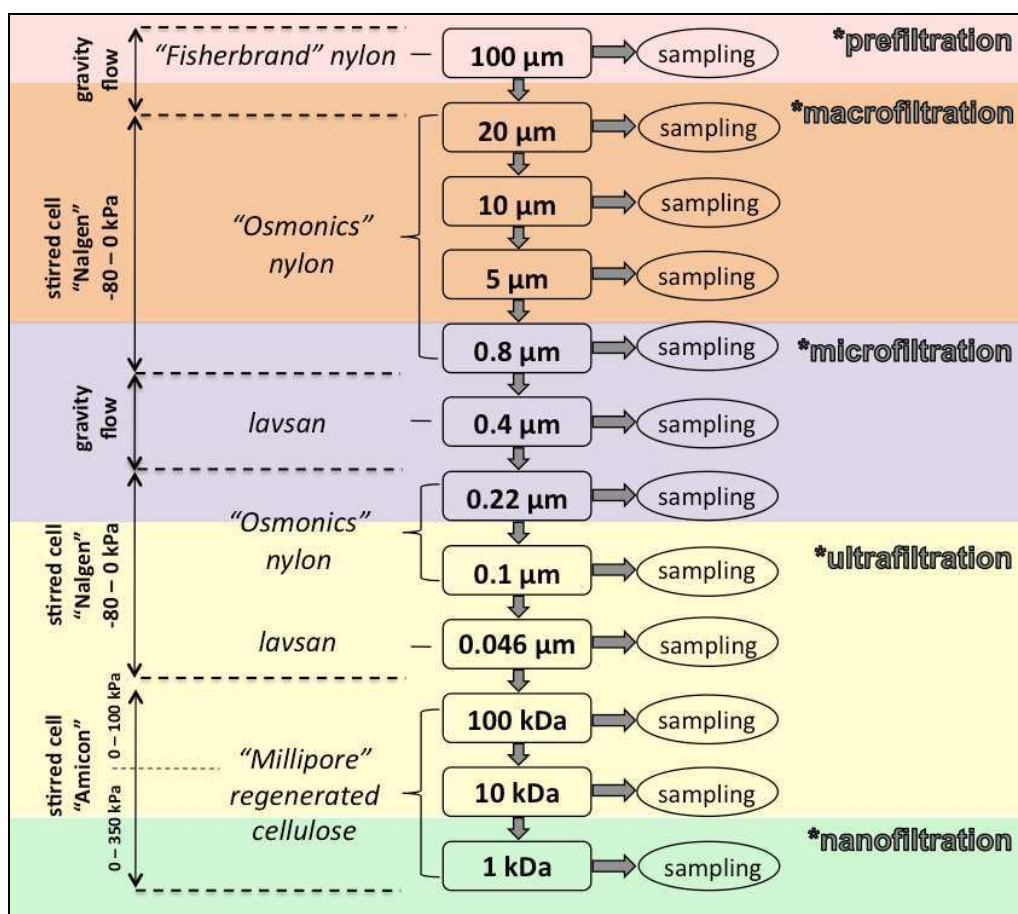 gravity
flow
“Fisherbrand” nylon
100 µm
sampling
*prefiltration
20 µm
sampling
*macrofiltration
stirred cell
“Nalgen”
-80 – 0 kPa
“Osmonics”
nylon
10 µm
sampling
5 µm
sampling
0.8 µm
sampling
*microfiltration
gravity
flow
lavsan
0.4 µm
sampling
0.22 µm
sampling
stirred cell
“Nalgen”
-80 – 0 kPa
“Osmonics”
nylon
0.1 µm
sampling
*ultrafiltration
lavsan
0.046 µm
sampling
stirred cell
“Amicon”
0 – 100 kPa
0 – 350 kPa
“Millipore”
regenerated
cellulose
100 kDa
sampling
10 kDa
sampling
1 kDa
sampling
*nanofiltration